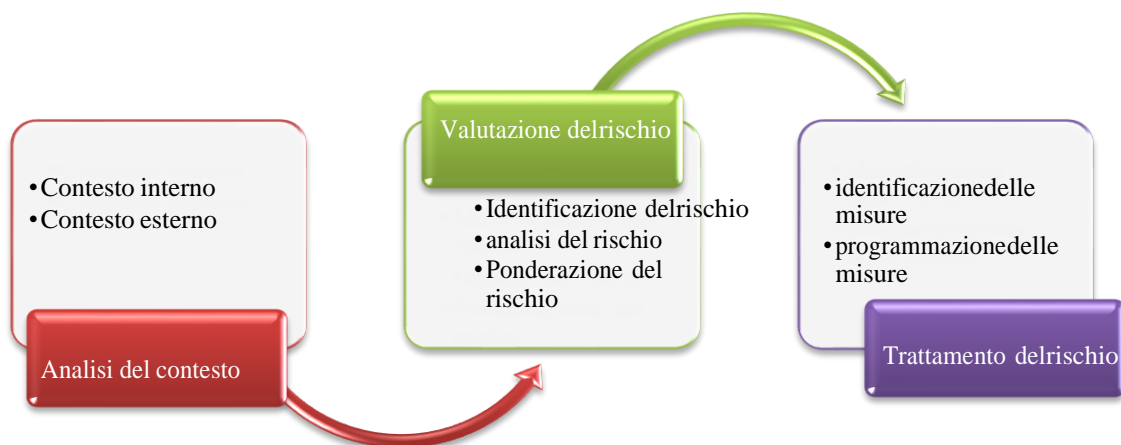 • Contesto interno
• Contesto esterno
Analisi del contesto
Valutazione delrischio
• Identificazione delrischio
• analisi del rischio
• Ponderazione del
rischio
• identificazionedelle
misure
• programmazionedelle
misure
Trattamento delrischio